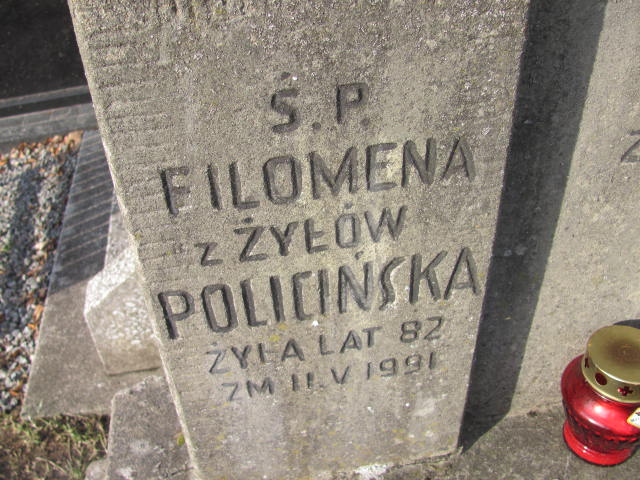 Ś.P.
FILOMENA
z ŻYŁÓW
POLICIŃSKA
ŻYŁA LAT 82
ZM 11.V 1991